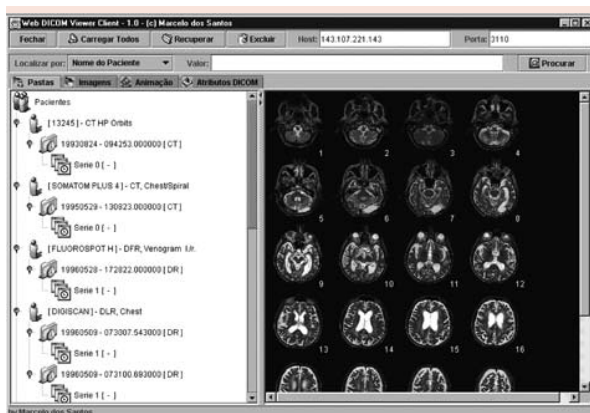 Web DICOM Viewer Client - 1.0 - (c) Marcelo dos Santos
Fechar Carregar Todos Recuperar Excluir Host: 143.107.221.143 Porta: 3110
Localizar por: Nome do Paciente Valor: Procurar
Pastas Imagens Animação Atributos DICOM
Pacientes
[13245] - CT HP Orbits
19930824 - 094253.000000 [CT]
Serie 0 [ - ]
[SOMATOM PLUS 4] - CT, Chest/Spiral
19950529 - 130923.000000 [CT]
Serie 0 [ - ]
[FLUOROSPOT H] - DFR, Venogram l.lr.
19960528 - 172822.000000 [DR]
Serie 1 [ - ]
[DIGISCAN] - DLR, Chest
19960509 - 073007.543000 [DR]
Serie 1 [ - ]
19960509 - 073100.693000 [DR]
Serie 1 [ - ]
1 2 3 4
5 6 7 8
9 10 11 12
13 14 15 16
by Marcelo dos Santos